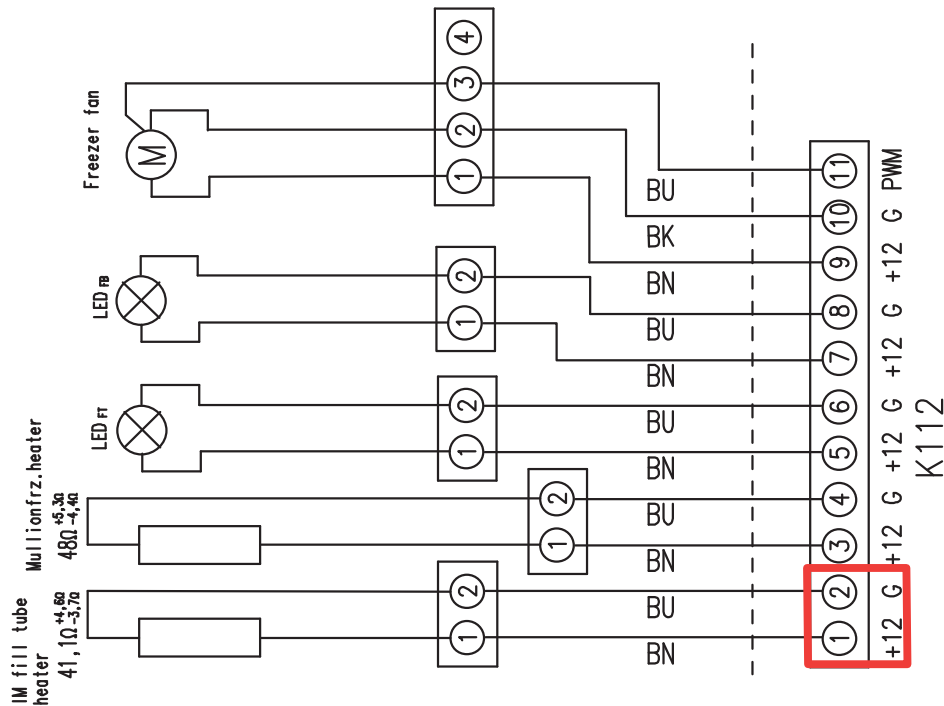 Freezer fan
M
4
3
2
1
BU
BK
BN
11 PWM
10 G
9 +12
LED FB
2
1
BU
BN
8 G
7 +12
LED FT
2
1
BU
BN
6 G
5 +12
Mullionfrz.heater
48Ω +5,3Ω -4,4Ω
2
1
BU
BN
4 G
3 +12
IM fill tube
heater
41,1Ω +4,6Ω -3,7Ω
2
1
BU
BN
2 G
1 +12
K112